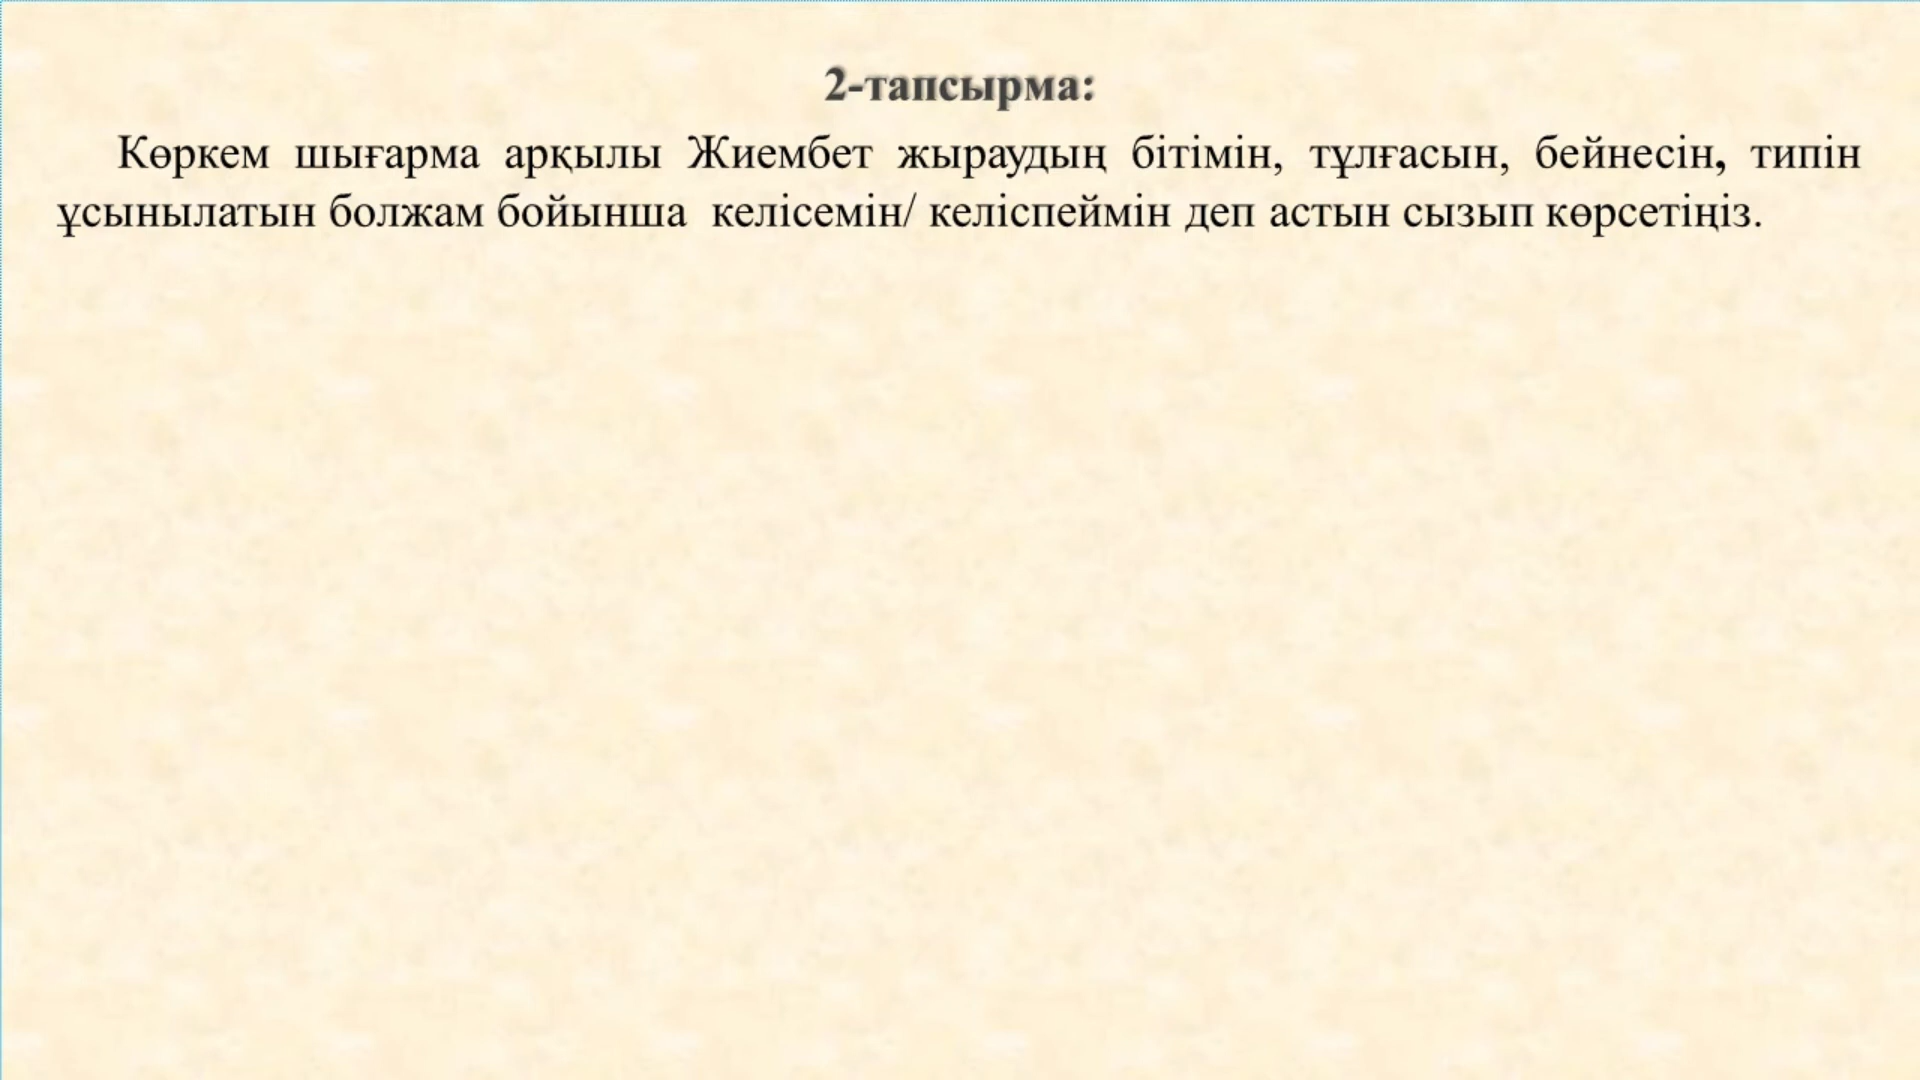 2-тапсырма:
Көркем шығарма арқылы Жиембет жыраудың бітімін, тұлғасын, бейнесін, типін
ұсынылатын болжам бойынша келісемін/ келіспеймін деп астын сызып көрсетіңіз.